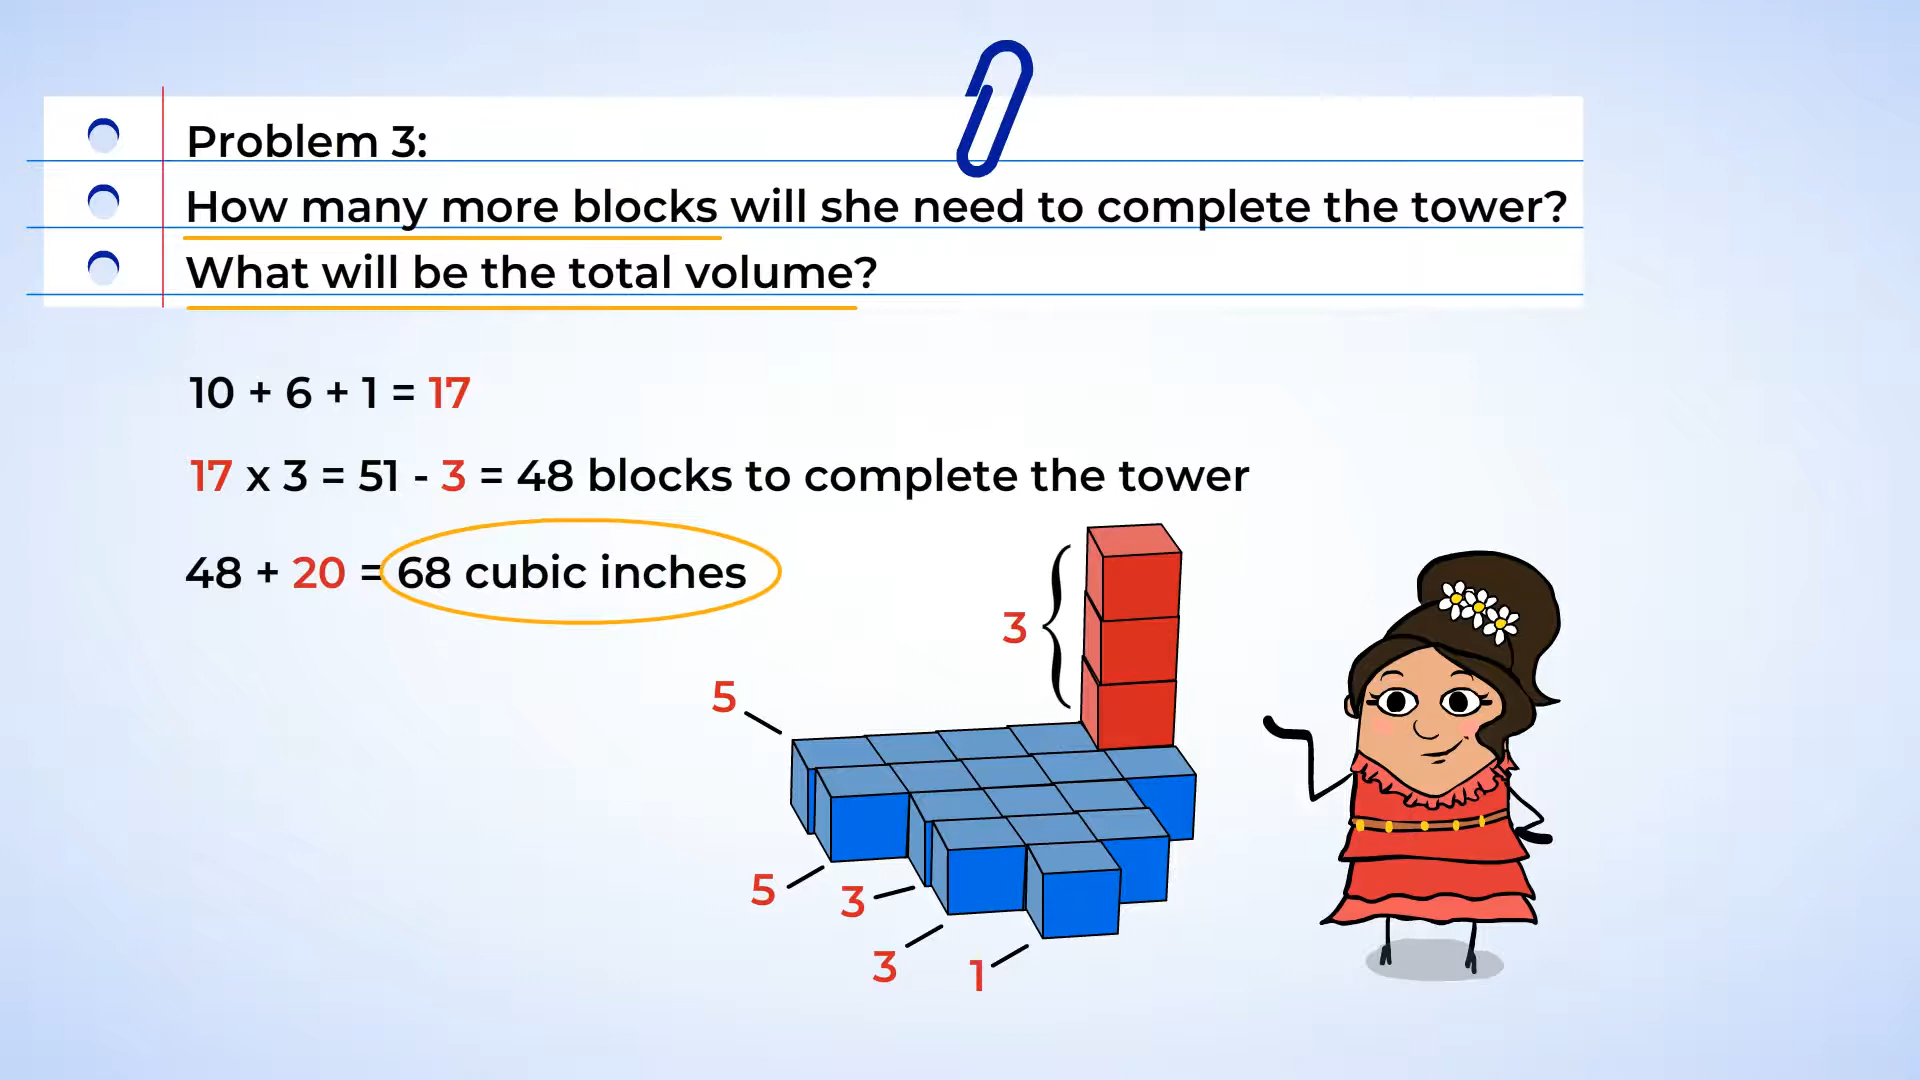 Problem 3:
How many more blocks will she need to complete the tower?
What will be the total volume?
10 + 6 + 1 = 17
17 x 3 = 51 - 3 = 48 blocks to complete the tower
48 + 20 = 68 cubic inches
3
5
5
3
3
1